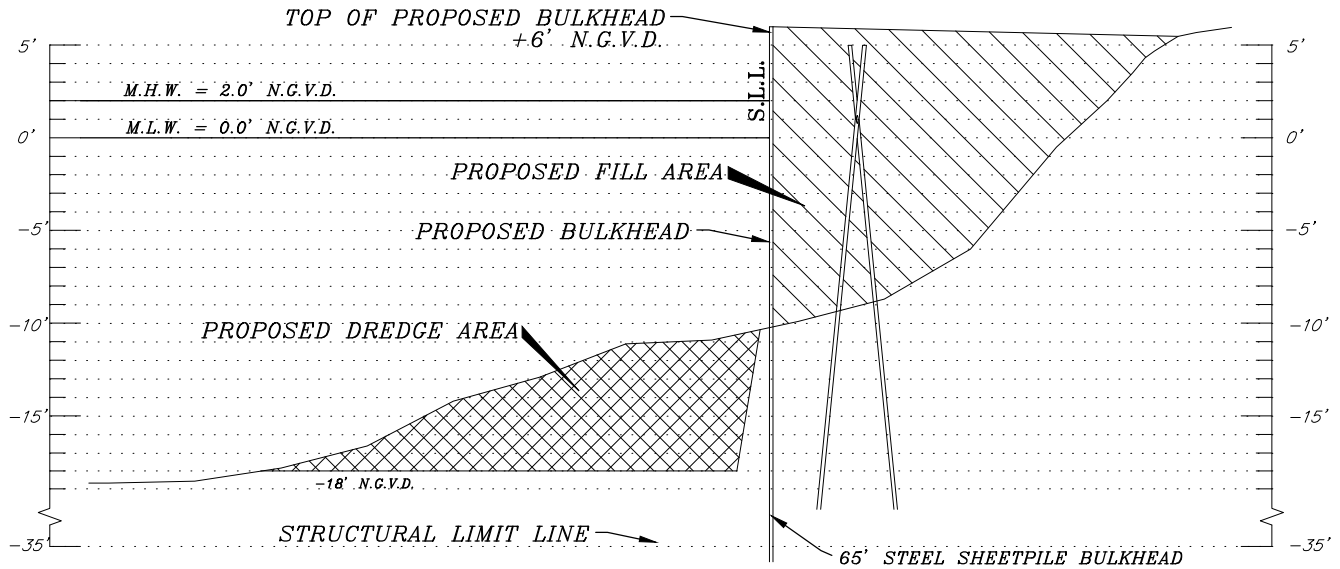 TOP OF PROPOSED BULKHEAD
+6' N.G.V.D.
5'
5'
S.L.L.
M.H.W. = 2.0' N.G.V.D.
M.L.W. = 0.0' N.G.V.D.
0'
0'
PROPOSED FILL AREA
PROPOSED BULKHEAD
-5'
-5'
-10'
-10'
PROPOSED DREDGE AREA
-15'
-15'
-18' N.G.V.D.
STRUCTURAL LIMIT LINE
-35'
-35'
65' STEEL SHEETPILE BULKHEAD